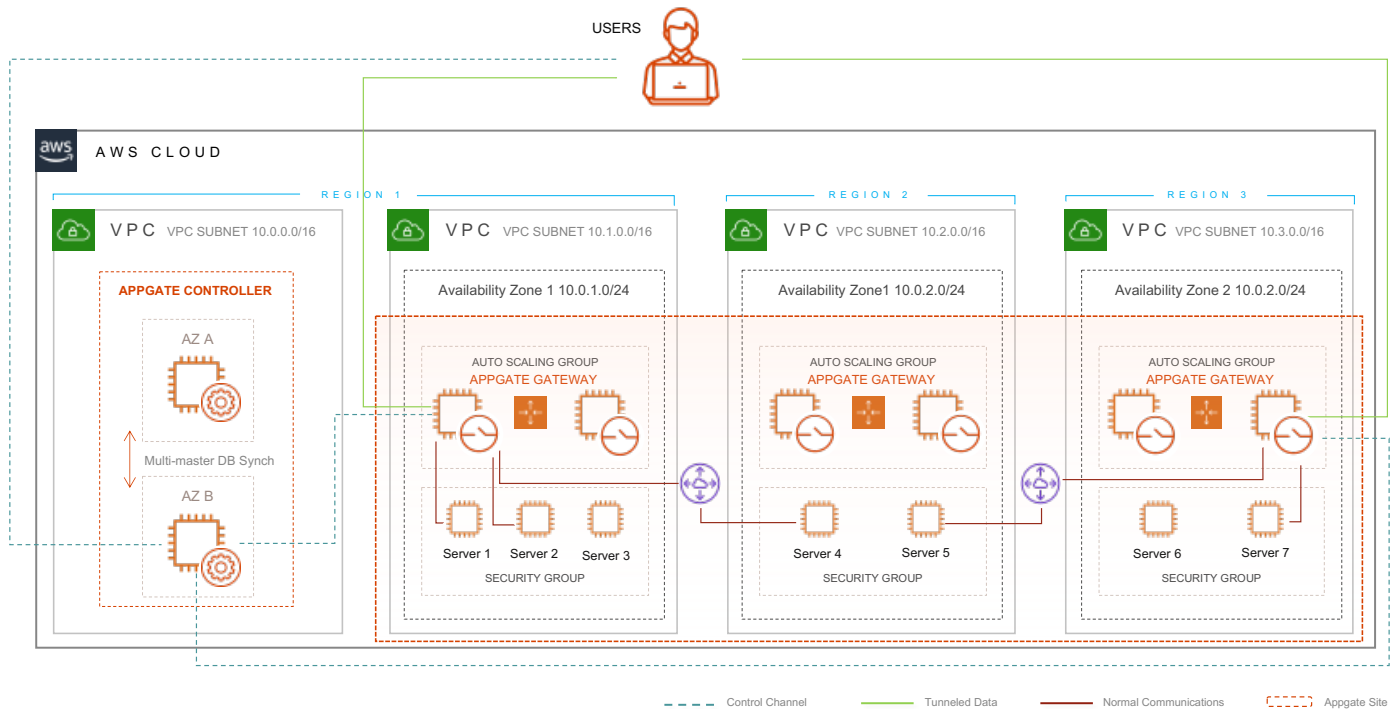 USERS
aws
AWS CLOUD
REGION 1
REGION 2
REGION 3
VPC VPC SUBNET 10.0.0.0/16
VPC VPC SUBNET 10.1.0.0/16
VPC VPC SUBNET 10.2.0.0/16
VPC VPC SUBNET 10.3.0.0/16
APPGATE CONTROLLER
AZ A
Multi-master DB Synch
AZ B
Availability Zone 1 10.0.1.0/24
AUTO SCALING GROUP
APPGATE GATEWAY
Server 1
Server 2
Server 3
SECURITY GROUP
Availability Zone1 10.0.2.0/24
AUTO SCALING GROUP
APPGATE GATEWAY
Server 4
Server 5
SECURITY GROUP
Availability Zone 2 10.0.2.0/24
AUTO SCALING GROUP
APPGATE GATEWAY
Server 6
Server 7
SECURITY GROUP
Control Channel
Tunneled Data
Normal Communications
Appgate Site